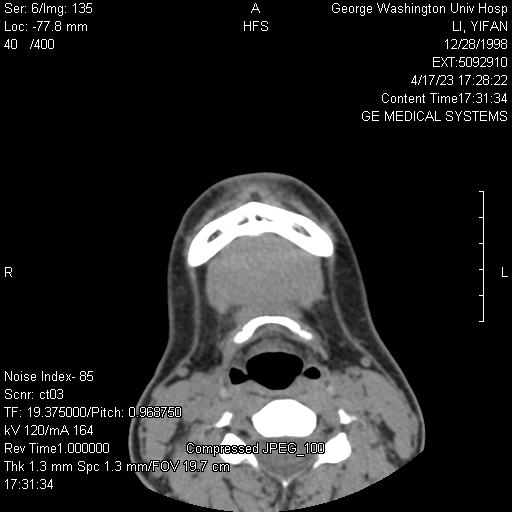 Ser: 6/Img: 135
Loc: -77.8 mm
40 /400
A
HFS
George Washington Univ Hosp
LI, YIFAN
12/28/1998
EXT:5092910
4/17/23 17:28:22
Content Time17:31:34
GE MEDICAL SYSTEMS
R
L
Noise Index- 85
Scnr: ct03
TF: 19.375000/Pitch: 0.968750
kV 120/mA 164
Rev Time1.000000
Compressed JPEG_100
Thk 1.3 mm Spc 1.3 mm/FOV 19.7 cm
17:31:34